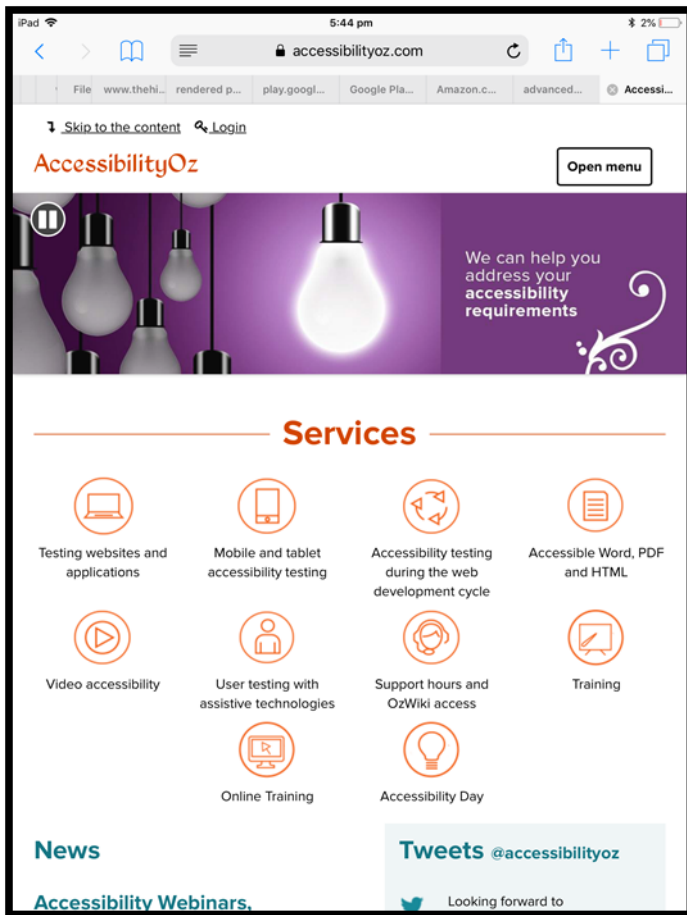 iPad 5:44 pm 2%
accessibilityoz.com
File www.thehi... rendered p... play.googl... Google Pla... Amazon.c... advanced... Accessi...
Skip to the content Login
AccessibilityOz
Open menu
We can help you
address your
accessibility
requirements
Services
Testing websites and
applications
Mobile and tablet
accessibility testing
Accessibility testing
during the web
development cycle
Accessible Word, PDF
and HTML
Video accessibility
User testing with
assistive technologies
Support hours and
OzWiki access
Training
Online Training
Accessibility Day
News
Accessibility Webinars,
Tweets @accessibilityoz
Looking forward to